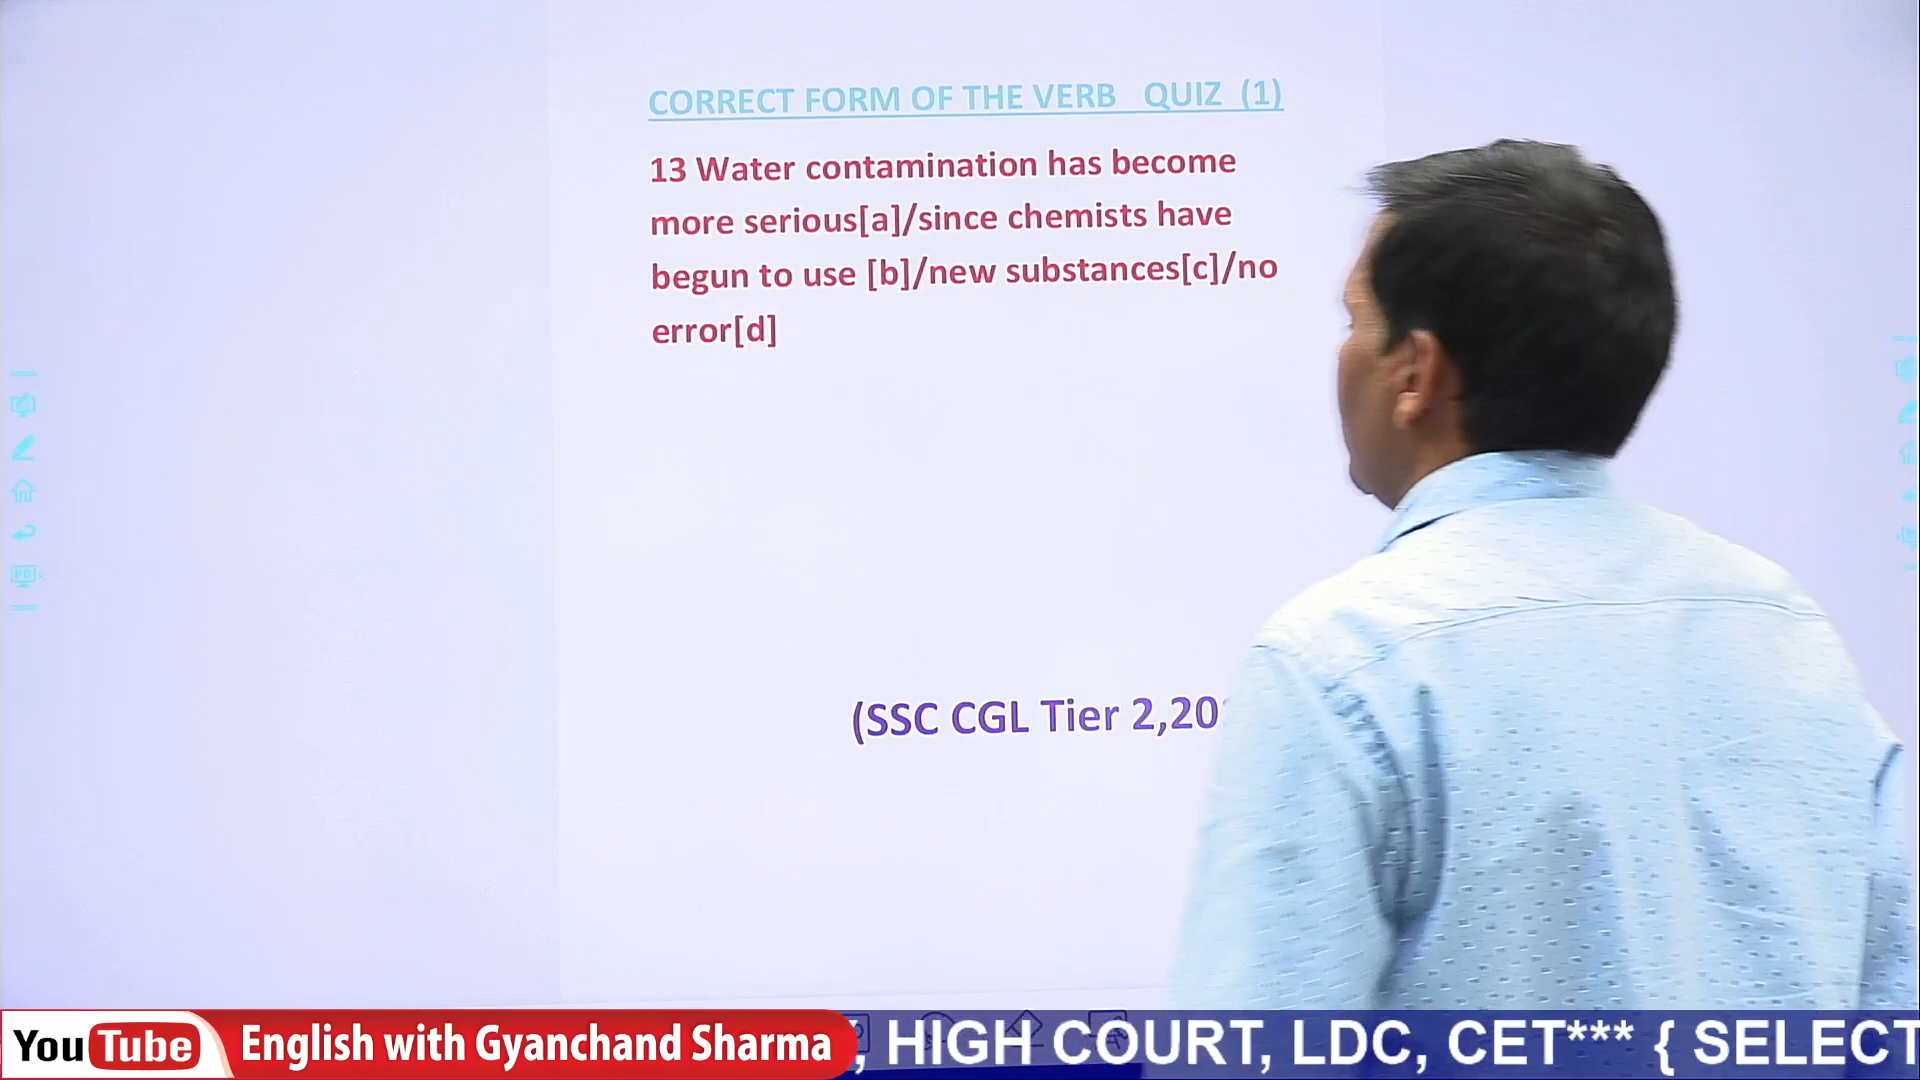 CORRECT FORM OF THE VERB QUIZ (1)
13 Water contamination has become
more serious[a]/since chemists have
begun to use [b]/new substances[c]/no
error[d]
(SSC CGL Tier 2,20
YouTube English with Gyanchand Sharma , HIGH COURT, LDC, CET*** { SELECT